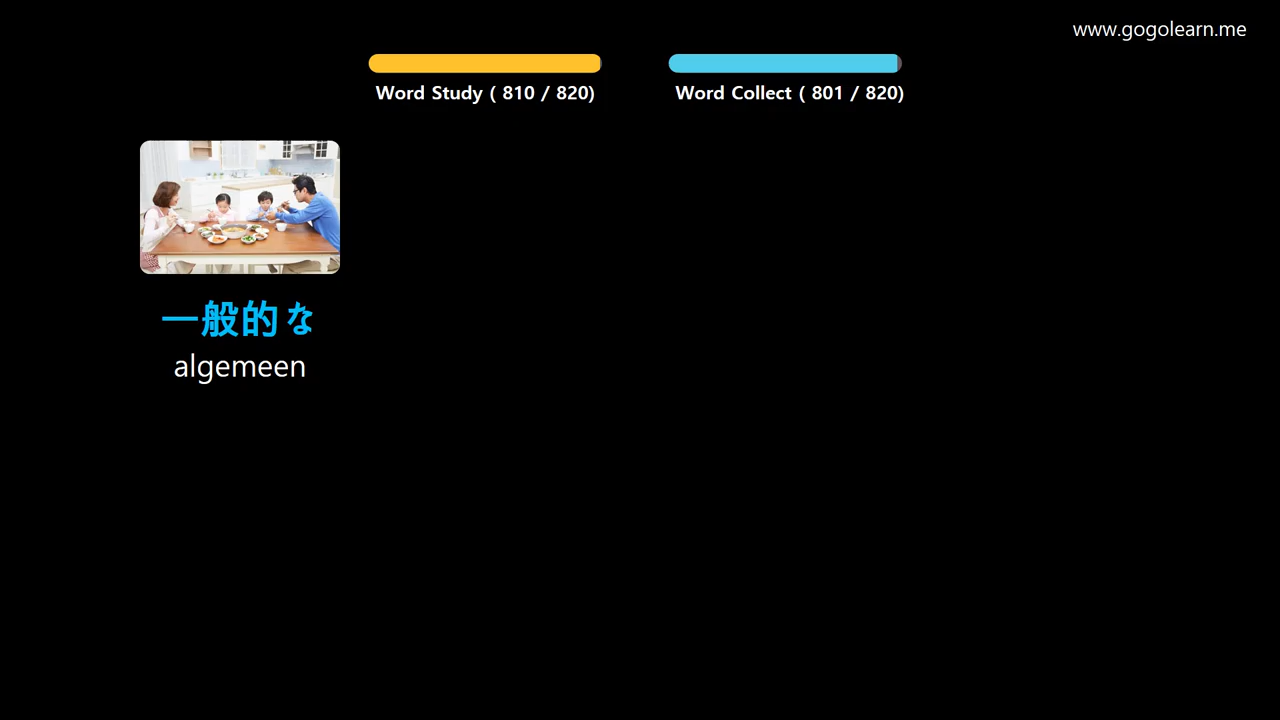 www.gogolearn.me
Word Study ( 810 / 820)
Word Collect ( 801 / 820)
一般的な
algemeen